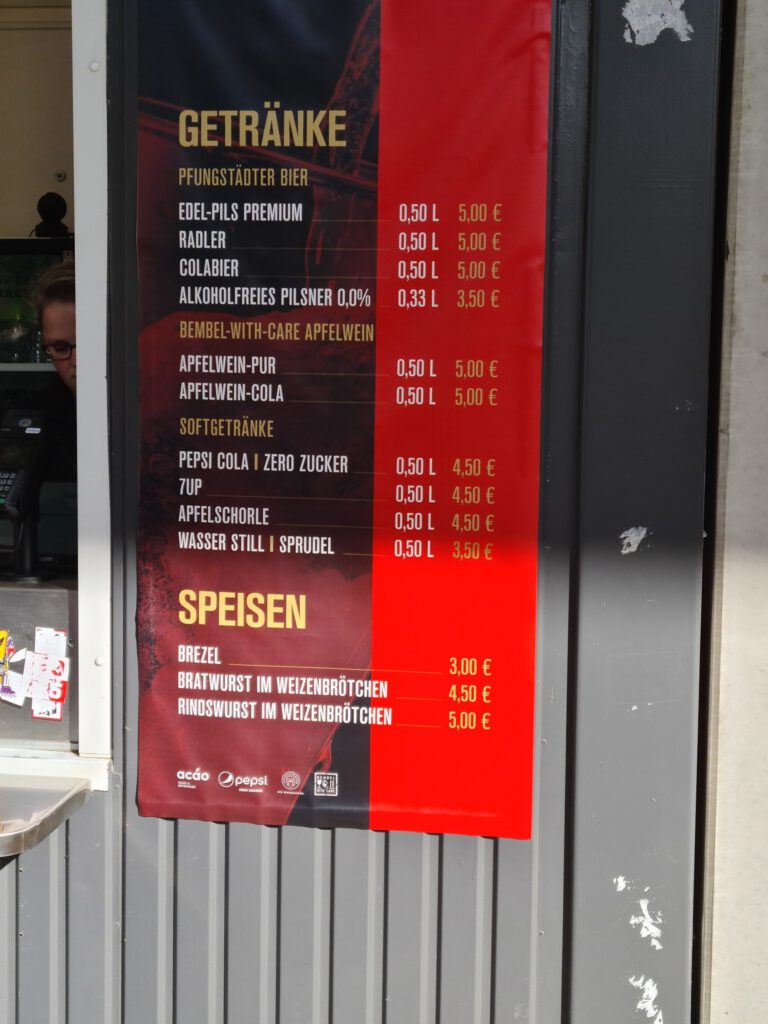 GETRÄNKE
PFUNGSTÄDTER BIER
EDEL-PILS PREMIUM 0,50 L 5,00 €
RADLER 0,50 L 5,00 €
COLABIER 0,50 L 5,00 €
ALKOHOLFREIES PILSNER 0,0% 0,33 L 3,50 €
BEMBEL-WITH-CARE APFELWEIN
APFELWEIN-PUR 0,50 L 5,00 €
APFELWEIN-COLA 0,50 L 5,00 €
SOFTGETRÄNKE
PEPSI COLA | ZERO ZUCKER 0,50 L 4,50 €
7UP 0,50 L 4,50 €
APFELSCHORLE 0,50 L 4,50 €
WASSER STILL | SPRUDEL 0,50 L 3,50 €
SPEISEN
BREZEL 3,00 €
BRATWURST IM WEIZENBRÖTCHEN 4,50 €
RINDSWURST IM WEIZENBRÖTCHEN 5,00 €
acáo pepsi